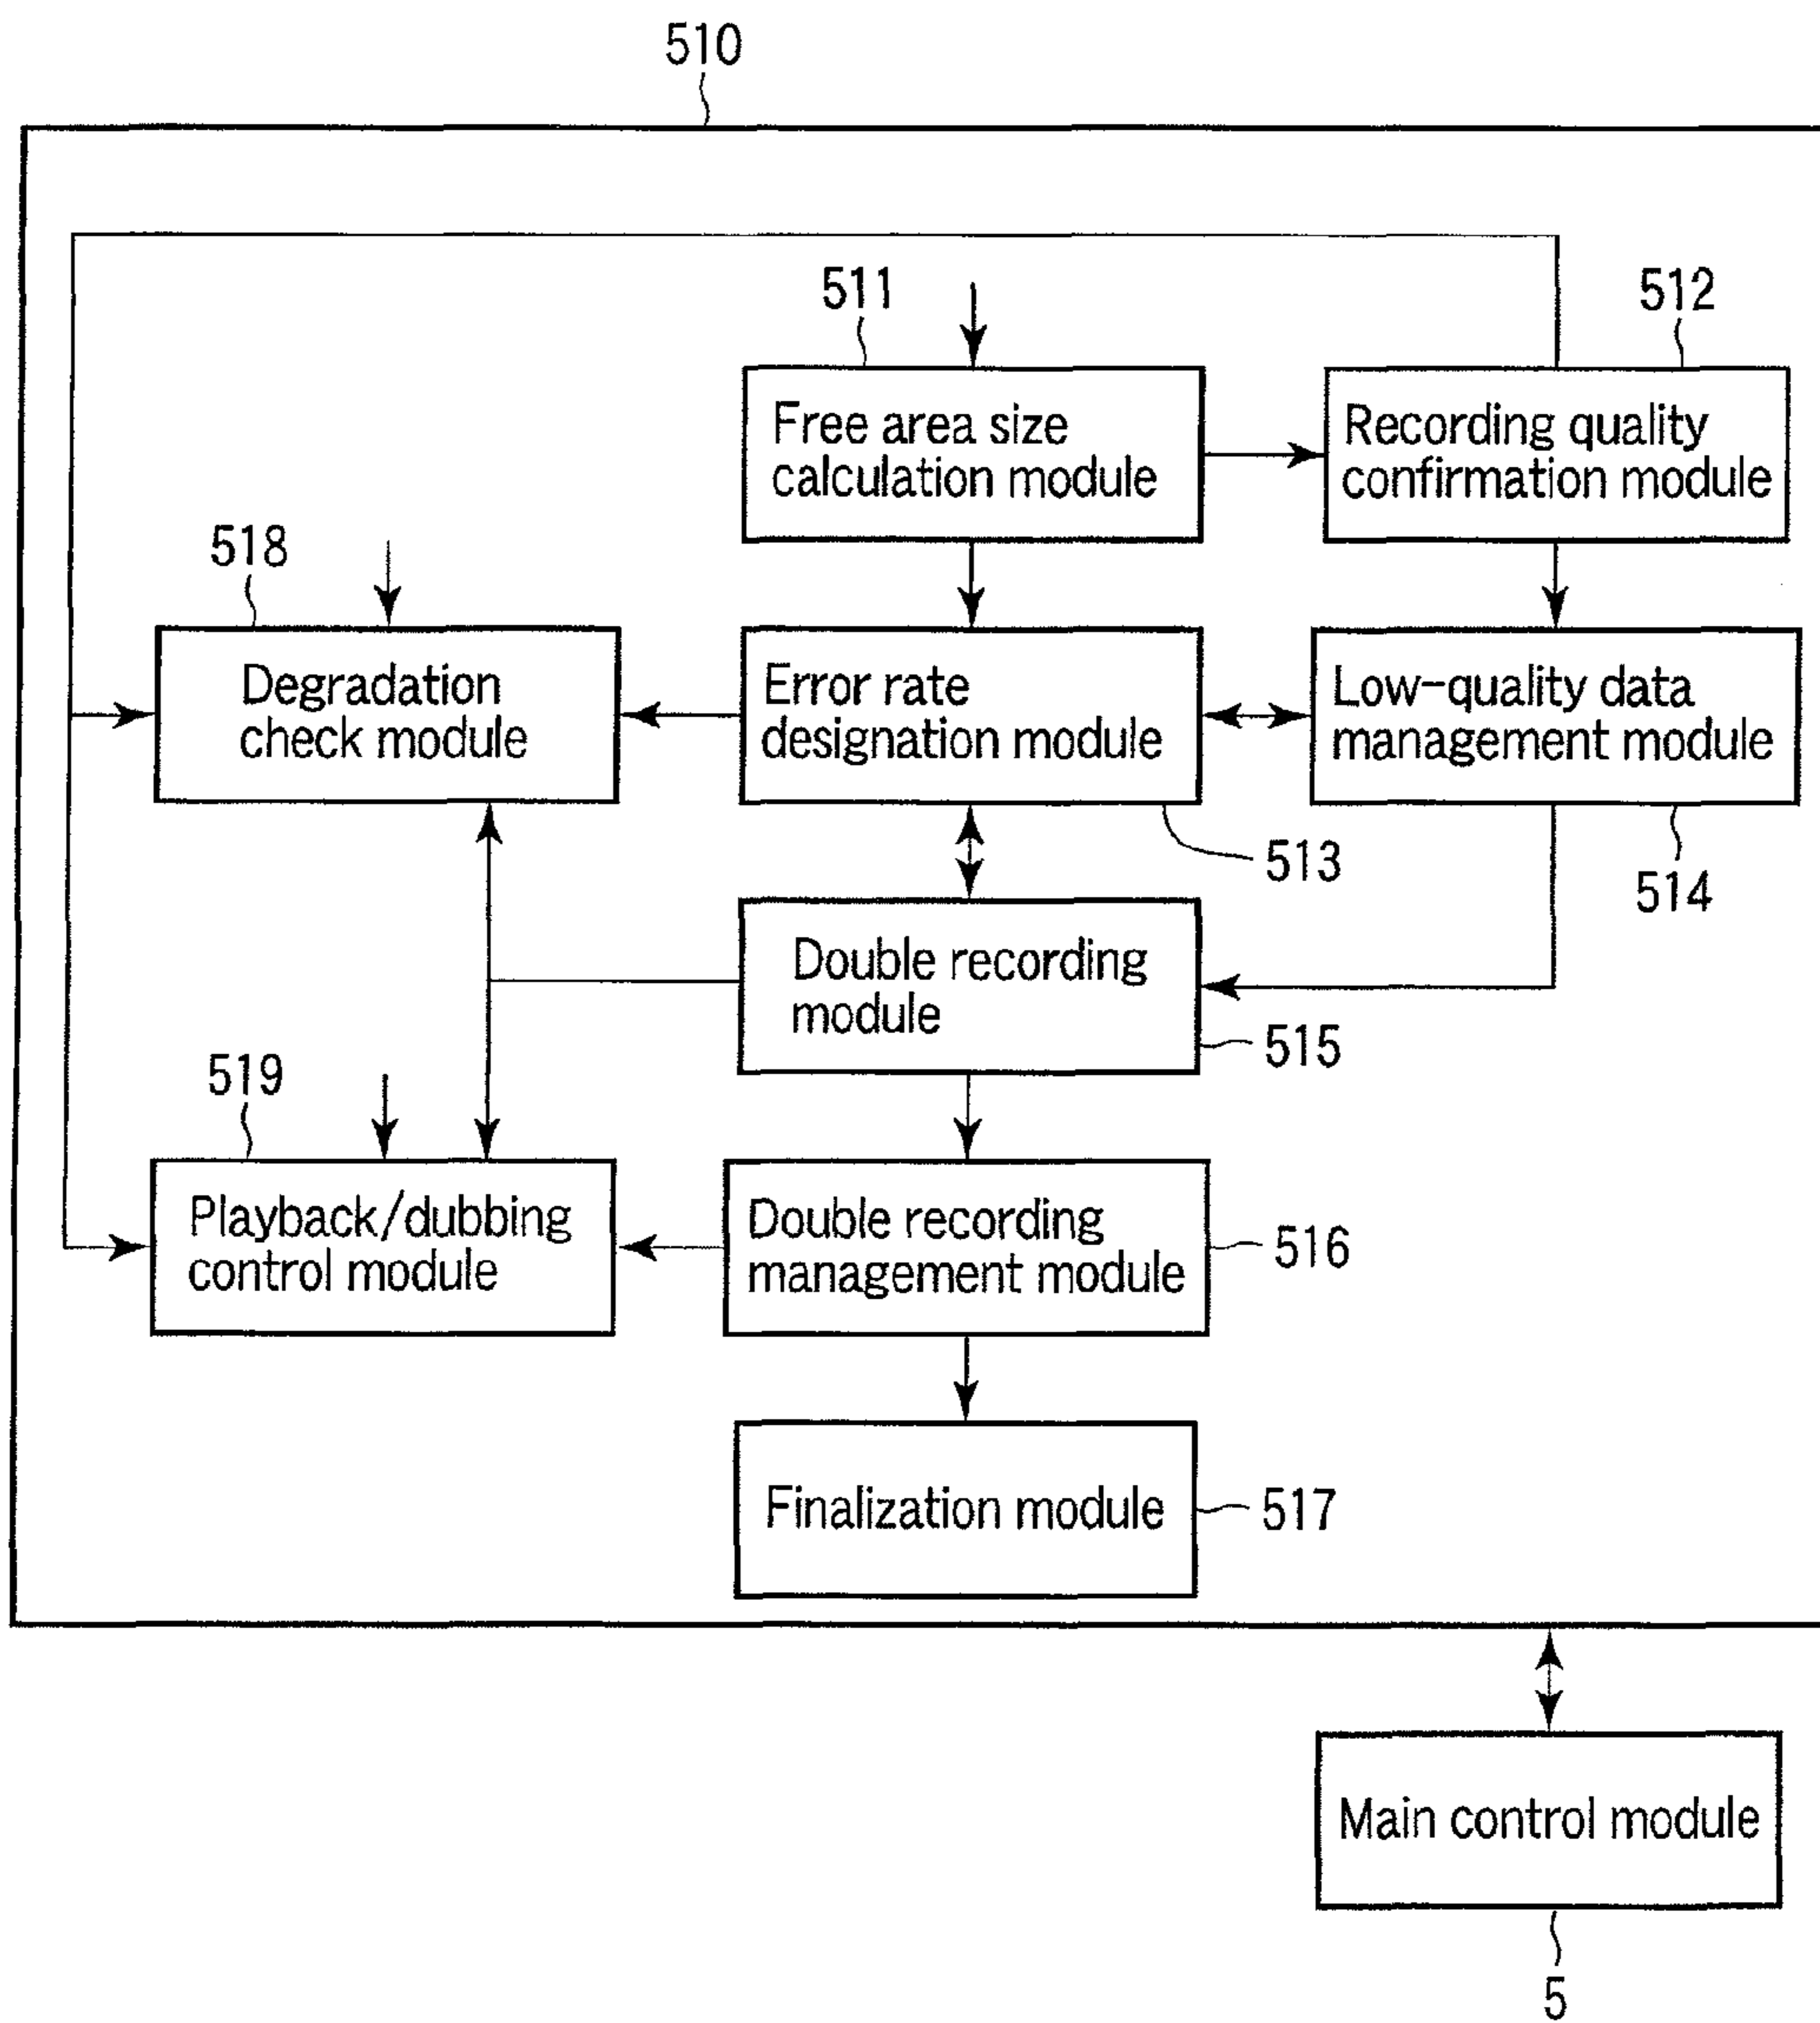 510
511
512
Free area size
calculation module
Recording quality
confirmation module
518
Degradation
check module
Error rate
designation module
Low-quality data
management module
513
514
Double recording
module
515
519
Playback/dubbing
control module
Double recording
management module
516
Finalization module
517
Main control module
5